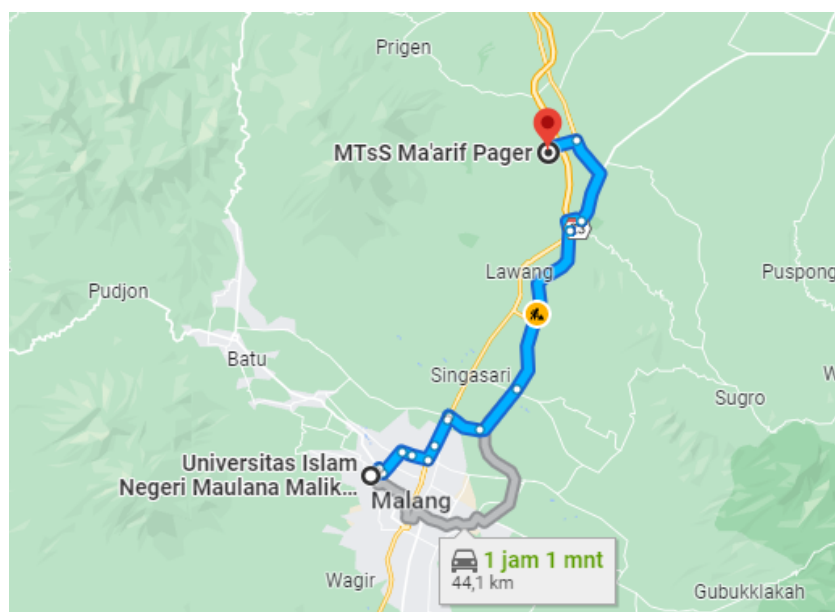 Prigen
MTsS Ma'arif Pager
Lawang
Puspong
Pudjon
Batu
Singasari
Sugro
Universitas Islam
Negeri Maulana Malik...
Malang
1 jam 1 mnt
44,1 km
Wagir
Gubukklakah